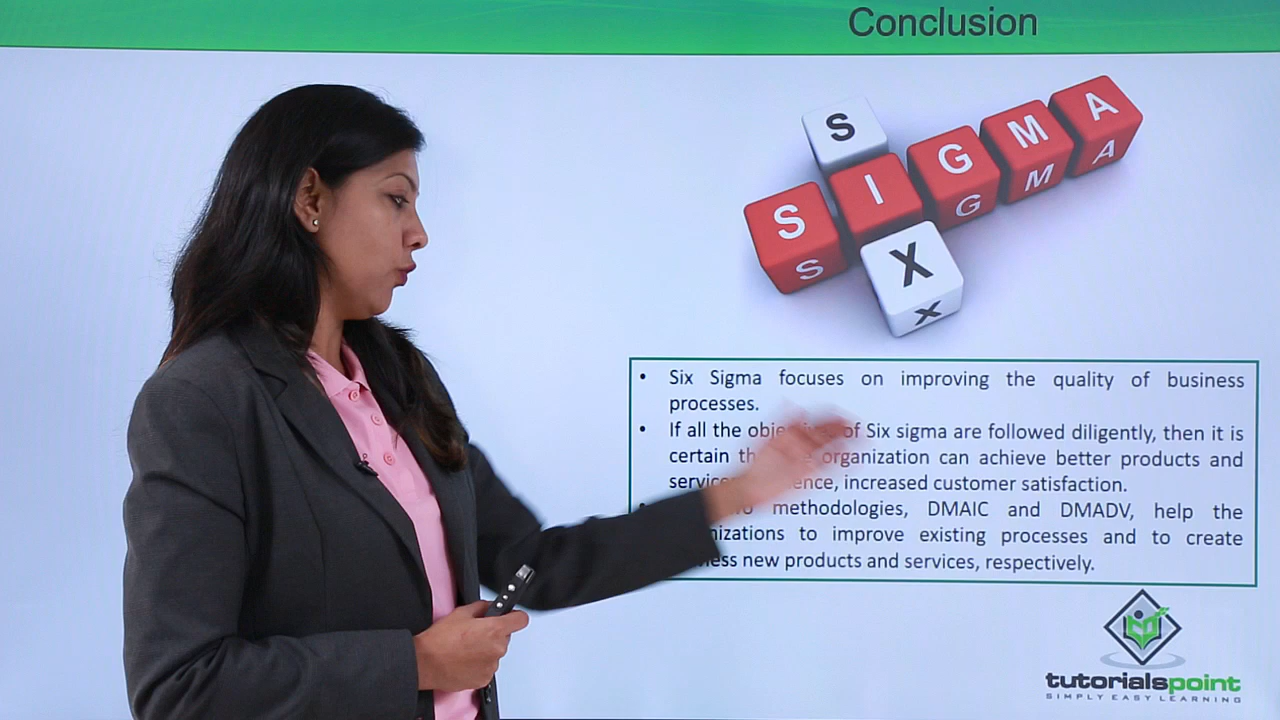 Conclusion
S
SIGMA
S G M A
X
X
• Six Sigma focuses on improving the quality of business
processes.
• If all the of Six sigma are followed diligently, then it is
certain organization can achieve better products and
increased customer satisfaction.
methodologies, DMAIC and DMADV, help the
to improve existing processes and to create
new products and services, respectively.
tutorialspoint
SIMPLY EASY LEARNING